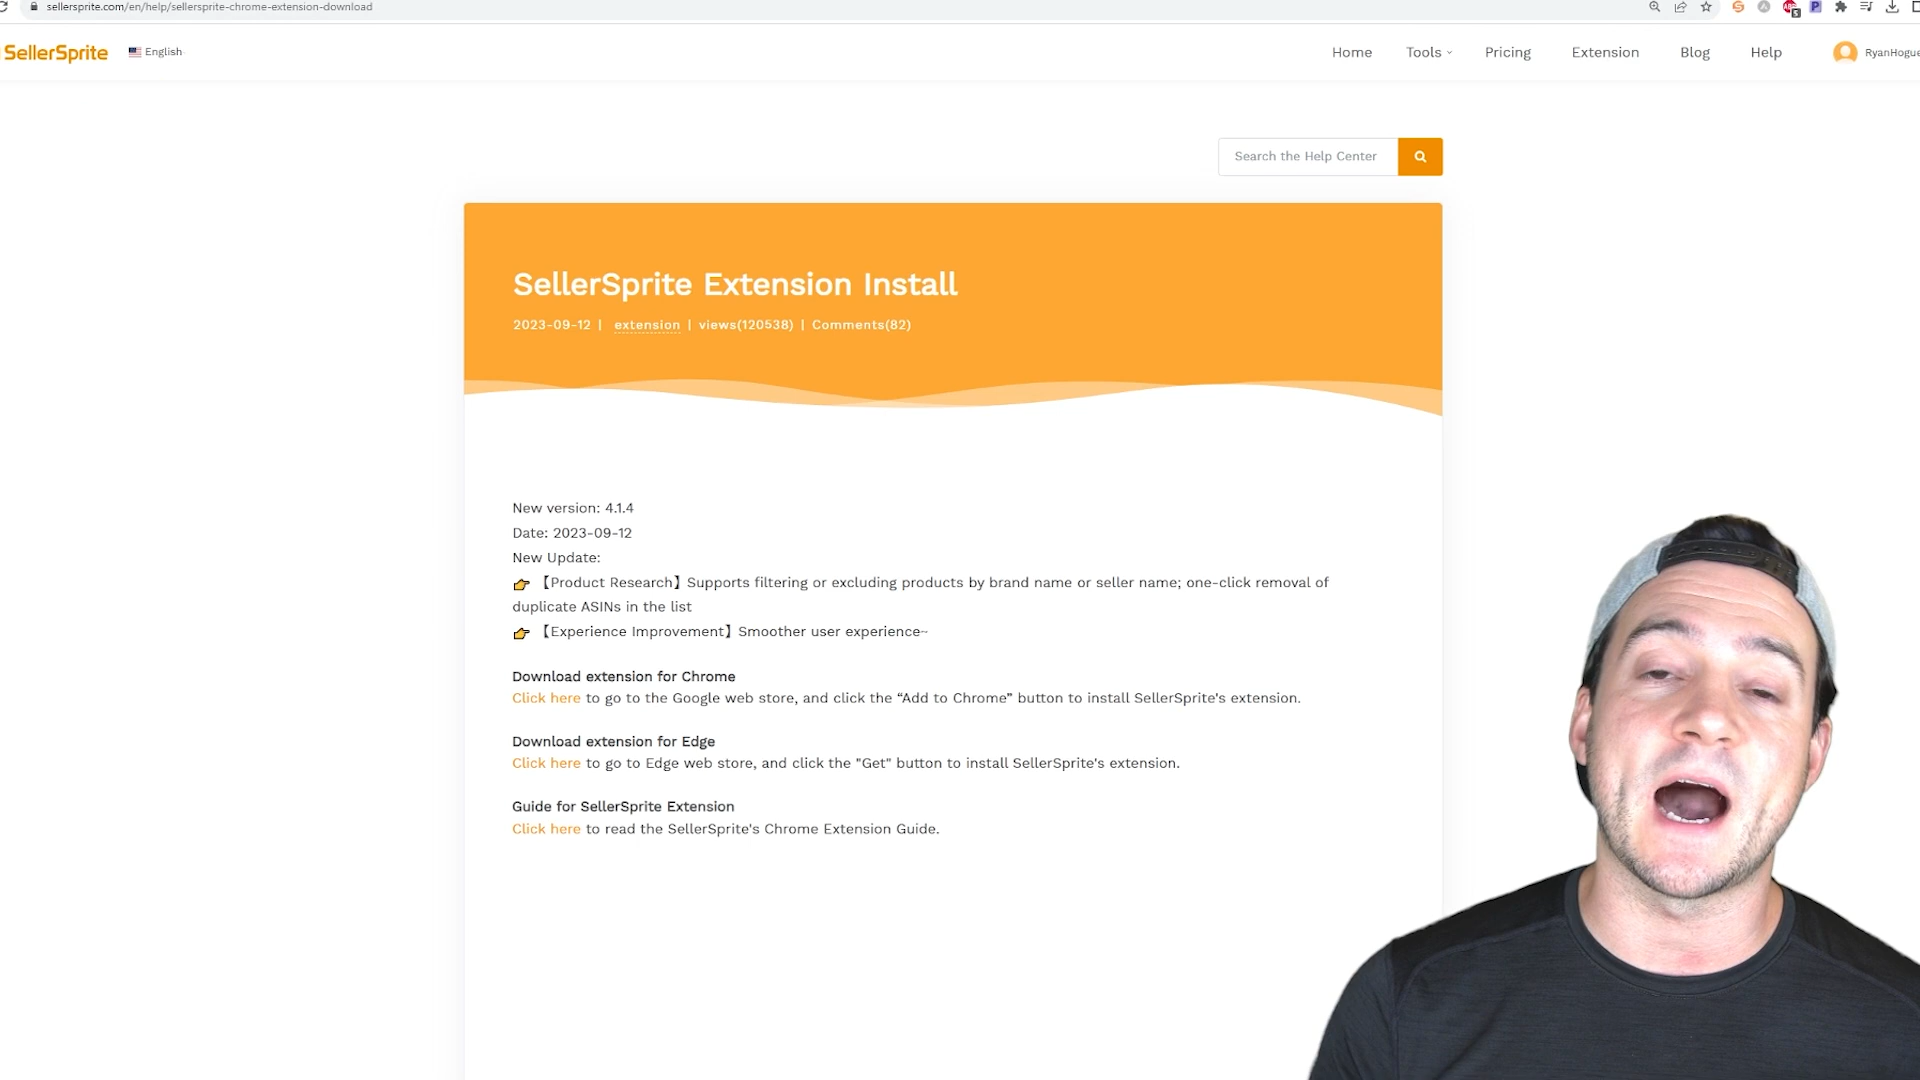 sellersprite.com/en/help/sellersprite-chrome-extension-download
SellerSprite
English
Home
Tools
Pricing
Extension
Blog
Help
RyanHogue
Search the Help Center
SellerSprite Extension Install
2023-09-12 | extension | views(120538) | Comments(82)
New version: 4.1.4
Date: 2023-09-12
New Update:
👉 【Product Research】Supports filtering or excluding products by brand name or seller name; one-click removal of
duplicate ASINs in the list
👉 【Experience Improvement】Smoother user experience~
Download extension for Chrome
Click here to go to the Google web store, and click the “Add to Chrome” button to install SellerSprite's extension.
Download extension for Edge
Click here to go to Edge web store, and click the "Get" button to install SellerSprite's extension.
Guide for SellerSprite Extension
Click here to read the SellerSprite's Chrome Extension Guide.